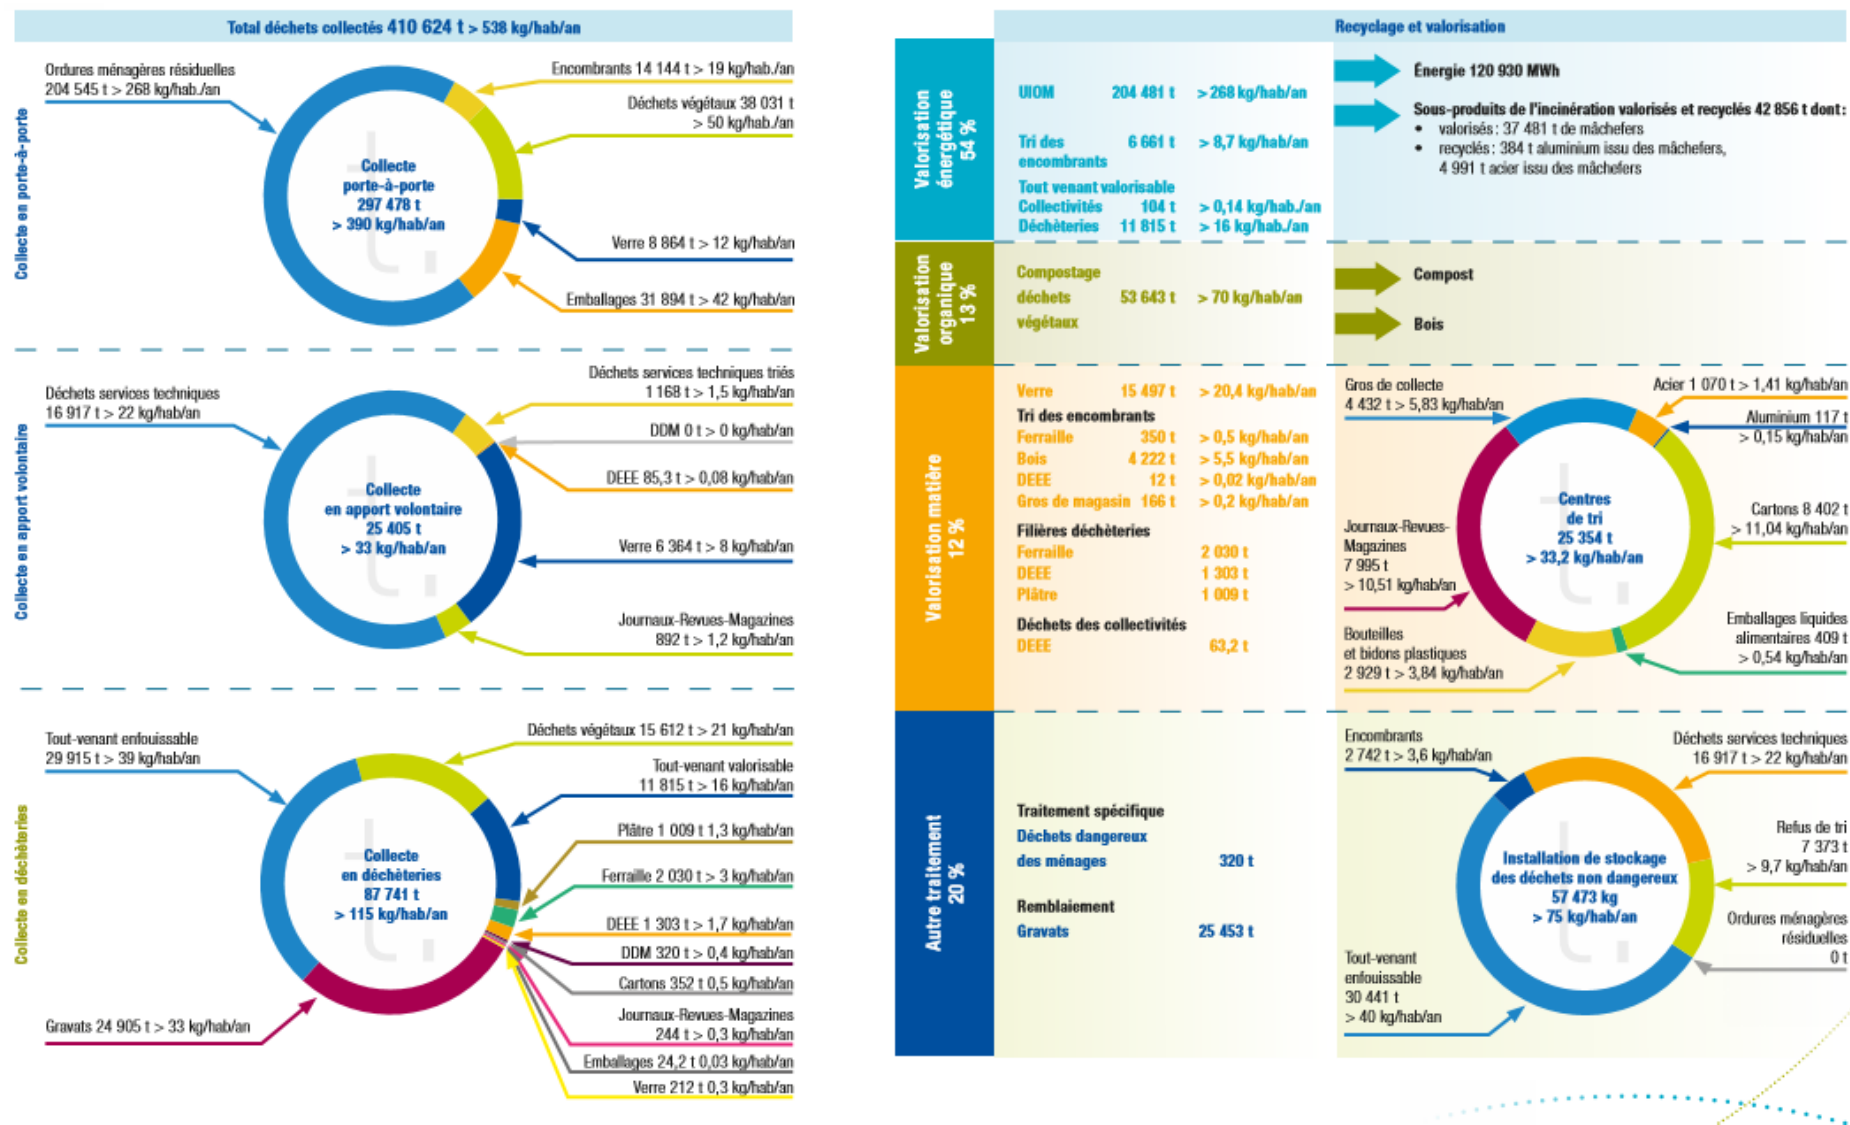 Total déchets collectés 410 624 t > 538 kg/hab/an
Collecte en porte-à-porte
Ordures ménagères résiduelles
204 545 t > 268 kg/hab./an
Encombrants 14 144 t > 19 kg/hab./an
Déchets végétaux 38 031 t
> 50 kg/hab./an
Collecte
porte-à-porte
297 478 t
> 390 kg/hab/an
Verre 8 864 t > 12 kg/hab/an
Emballages 31 894 t > 42 kg/hab/an
Collecte en apport volontaire
Déchets services techniques
16 917 t > 22 kg/hab/an
Déchets services techniques triés
1 168 t > 1,5 kg/hab/an
DDM 0 t > 0 kg/hab/an
DEEE 85,3 t > 0,08 kg/hab/an
Collecte
en apport volontaire
25 405 t
> 33 kg/hab/an
Verre 6 364 t > 8 kg/hab/an
Journaux-Revues-Magazines
892 t > 1,2 kg/hab/an
Collecte en déchèteries
Tout-venant enfouissable
29 915 t > 39 kg/hab/an
Déchets végétaux 15 612 t > 21 kg/hab/an
Tout-venant valorisable
11 815 t > 16 kg/hab/an
Plâtre 1 009 t 1,3 kg/hab/an
Collecte
en déchèteries
87 741 t
> 115 kg/hab/an
Ferraille 2 030 t > 3 kg/hab/an
DEEE 1 303 t > 1,7 kg/hab/an
DDM 320 t > 0,4 kg/hab/an
Cartons 352 t 0,5 kg/hab/an
Journaux-Revues-Magazines
244 t > 0,3 kg/hab/an
Emballages 24,2 t 0,03 kg/hab/an
Verre 212 t 0,3 kg/hab/an
Gravats 24 905 t > 33 kg/hab/an
Recyclage et valorisation
Valorisation
énergétique
54 %
UIOM 204 481 t > 268 kg/hab/an
Tri des 6 661 t > 8,7 kg/hab/an
encombrants
Tout venant valorisable
Collectivités 104 t > 0,14 kg/hab./an
Déchèteries 11 815 t > 16 kg/hab./an
Énergie 120 930 MWh
Sous-produits de l'incinération valorisés et recyclés 42 856 t dont :
• valorisés : 37 481 t de mâchefers
• recyclés : 384 t aluminium issu des mâchefers,
4 991 t acier issu des mâchefers
Valorisation
organique
13 %
Compostage
déchets 53 643 t > 70 kg/hab/an
végétaux
Compost
Bois
Valorisation matière
12 %
Verre 15 497 t > 20,4 kg/hab/an
Tri des encombrants
Ferraille 350 t > 0,5 kg/hab/an
Bois 4 222 t > 5,5 kg/hab/an
DEEE 12 t > 0,02 kg/hab/an
Gros de magasin 166 t > 0,2 kg/hab/an
Filières déchèteries
Ferraille 2 030 t
DEEE 1 303 t
Plâtre 1 009 t
Déchets des collectivités
DEEE 63,2 t
Gros de collecte
4 432 t > 5,83 kg/hab/an
Acier 1 070 t > 1,41 kg/hab/an
Aluminium 117 t
> 0,15 kg/hab/an
Centres
de tri
25 354 t
> 33,2 kg/hab/an
Cartons 8 402 t
> 11,04 kg/hab/an
Journaux-Revues-
Magazines
7 995 t
> 10,51 kg/hab/an
Emballages liquides
alimentaires 409 t
> 0,54 kg/hab/an
Bouteilles
et bidons plastiques
2 929 t > 3,84 kg/hab/an
Autre traitement
20 %
Traitement spécifique
Déchets dangereux
des ménages 320 t
Remblaiement
Gravats 25 453 t
Encombrants
2 742 t > 3,6 kg/hab/an
Déchets services techniques
16 917 t > 22 kg/hab/an
Installation de stockage
des déchets non dangereux
57 473 kg
> 75 kg/hab/an
Refus de tri
7 373 t
> 9,7 kg/hab/an
Ordures ménagères
résiduelles
0 t
Tout-venant
enfouissable
30 441 t
> 40 kg/hab/an